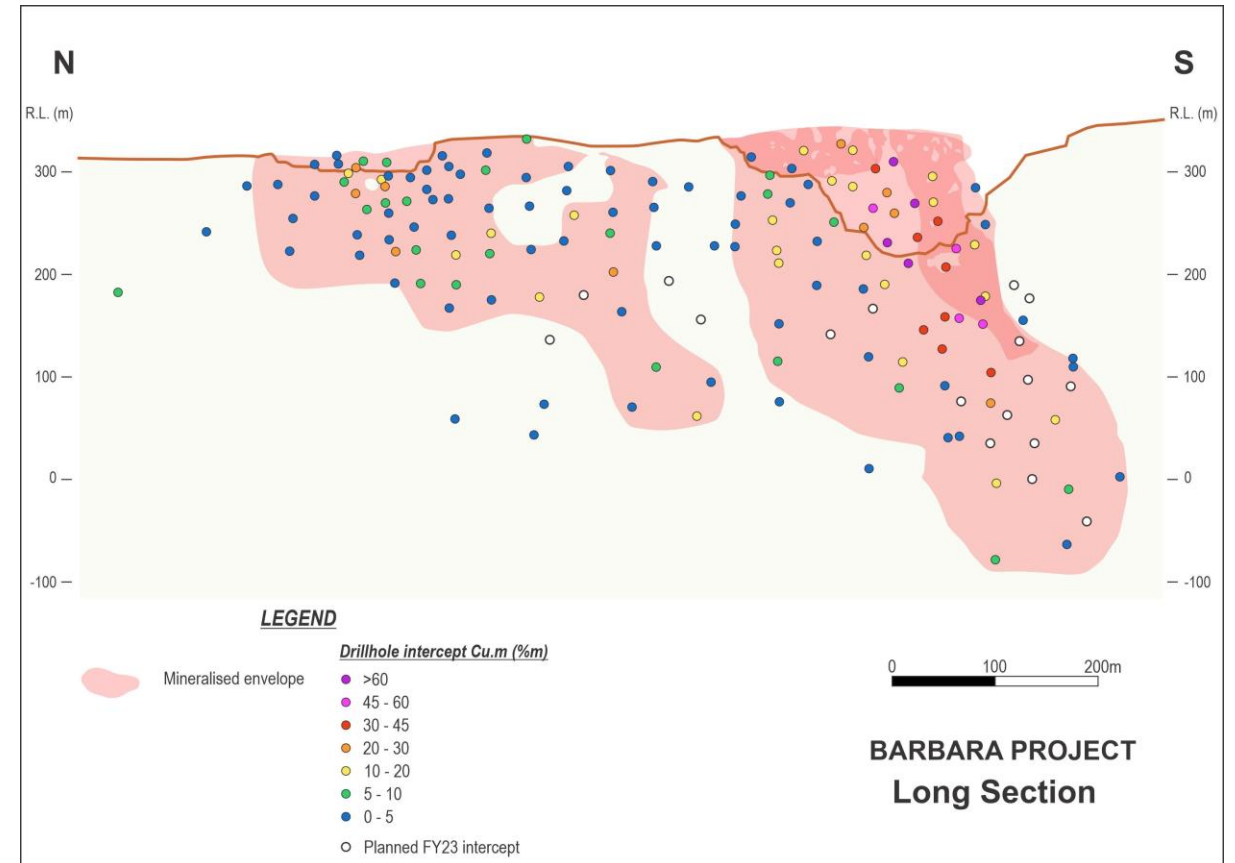 N
S
R.L. (m)
R.L. (m)
300
300
200
200
100
100
0
0
-100
-100
LEGEND
Drillhole intercept Cu.m (%m)
Mineralised envelope
>60
45 - 60
30 - 45
20 - 30
10 - 20
5 - 10
0 - 5
Planned FY23 intercept
0 100 200m
BARBARA PROJECT
Long Section